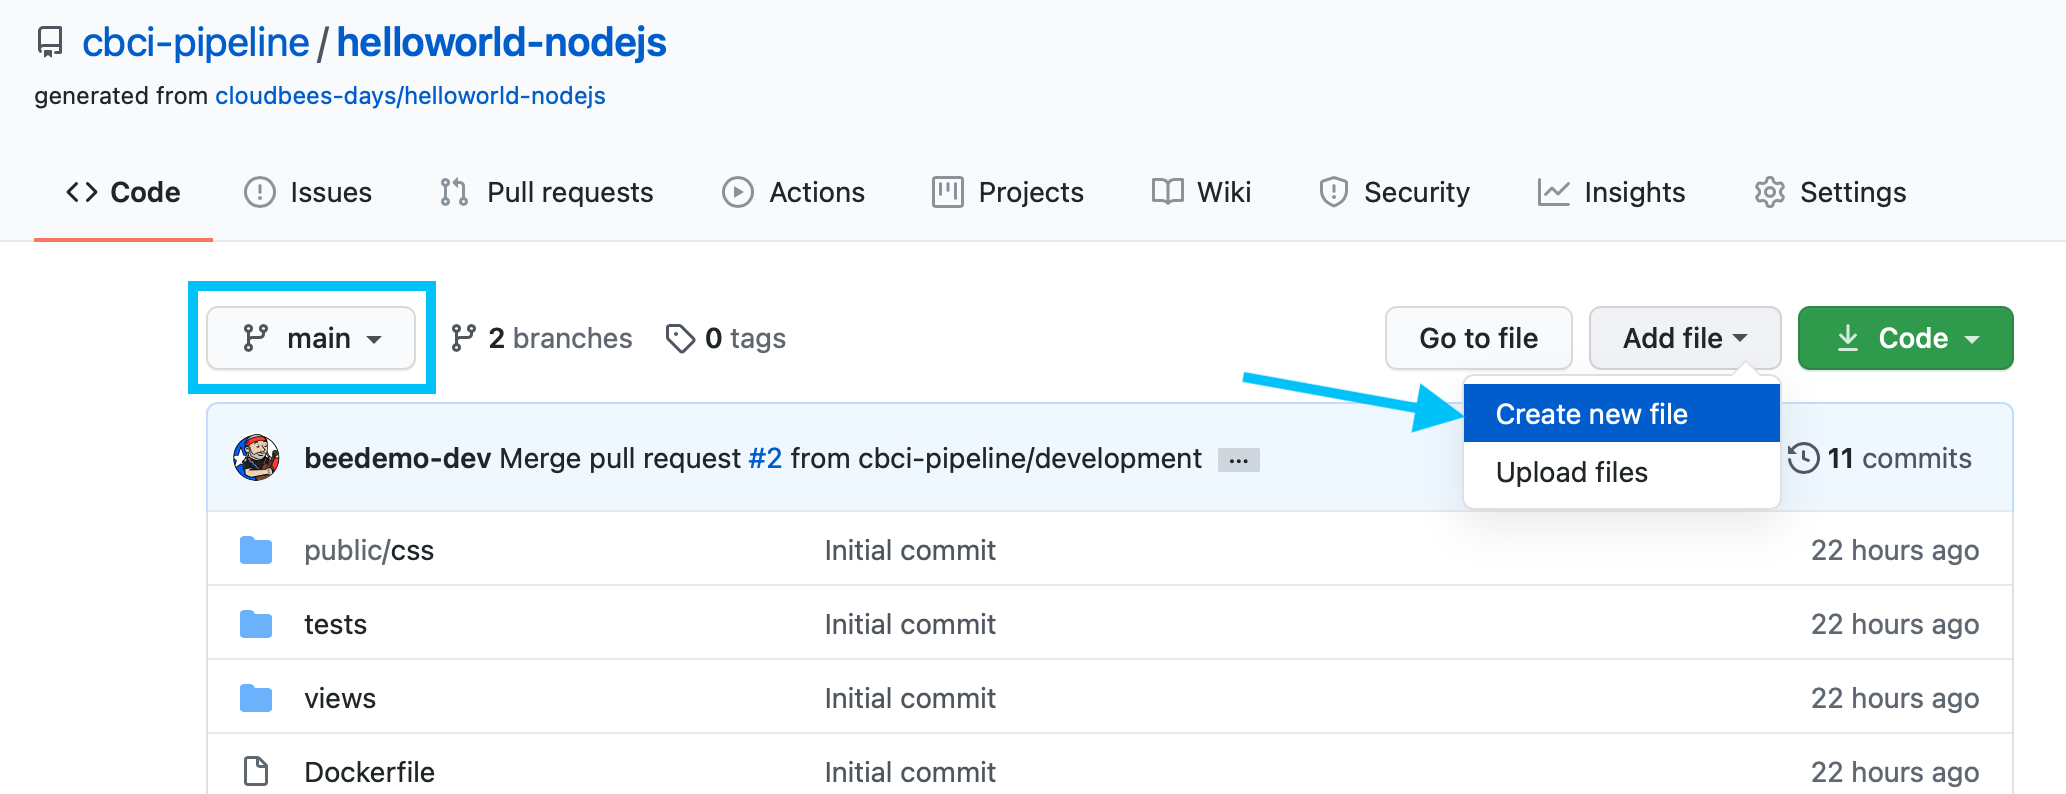 cbci-pipeline / helloworld-nodejs
generated from cloudbees-days/helloworld-nodejs
Code Issues Pull requests Actions Projects Wiki Security Insights Settings
main 2 branches 0 tags Go to file Add file Code
Create new file
Upload files
beedemo-dev Merge pull request #2 from cbci-pipeline/development ... 11 commits
public/css Initial commit 22 hours ago
tests Initial commit 22 hours ago
views Initial commit 22 hours ago
Dockerfile Initial commit 22 hours ago